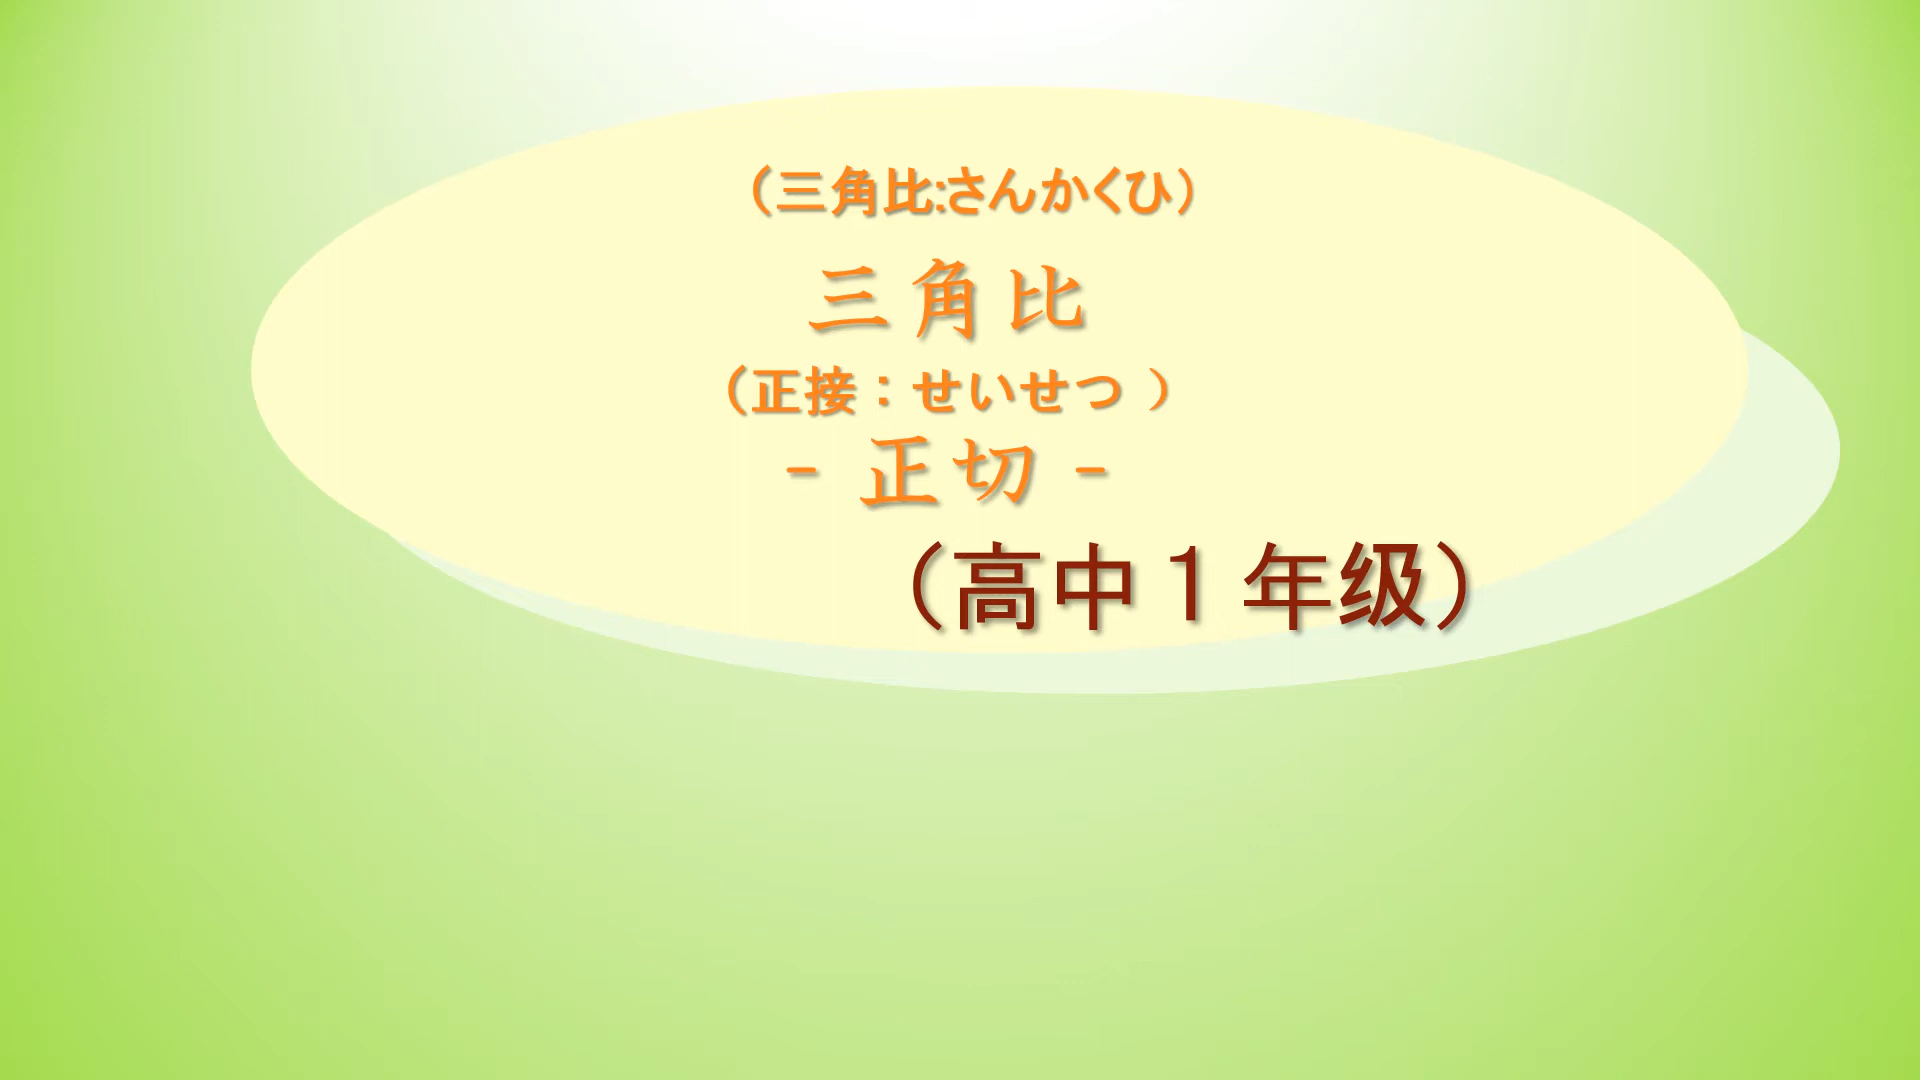 （三角比:さんかくひ）
三角比
（正接：せいせつ ）
- 正切 -
（高中１年级）